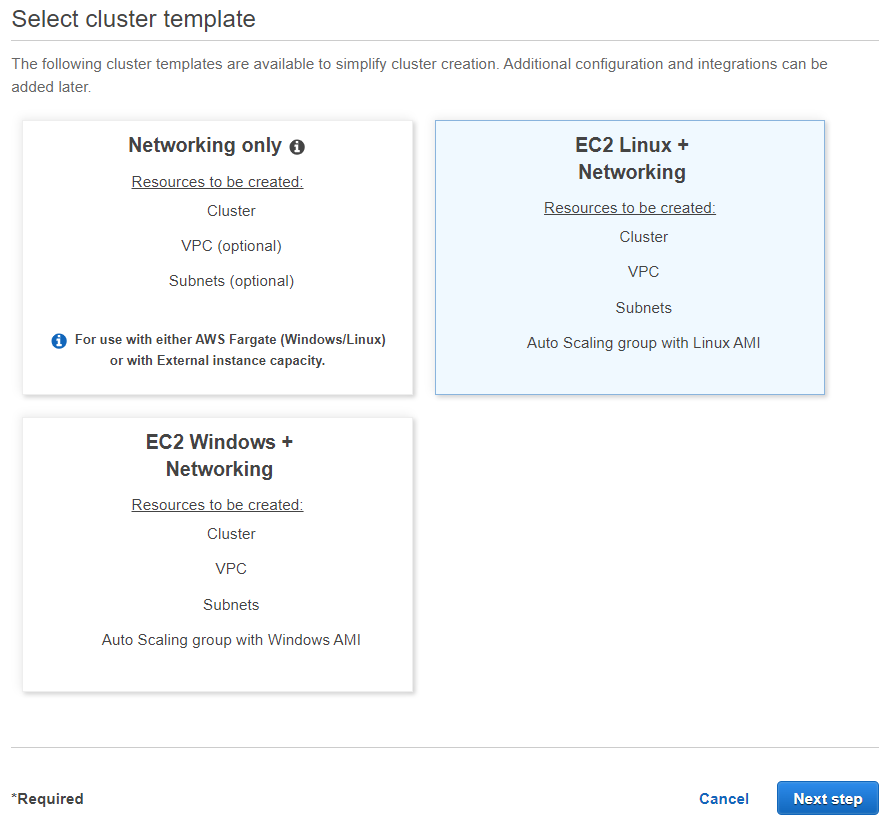 Select cluster template
The following cluster templates are available to simplify cluster creation. Additional configuration and integrations can be
added later.
Networking only
Resources to be created:
Cluster
VPC (optional)
Subnets (optional)
For use with either AWS Fargate (Windows/Linux)
or with External instance capacity.
EC2 Linux +
Networking
Resources to be created:
Cluster
VPC
Subnets
Auto Scaling group with Linux AMI
EC2 Windows +
Networking
Resources to be created:
Cluster
VPC
Subnets
Auto Scaling group with Windows AMI
*Required
Cancel
Next step